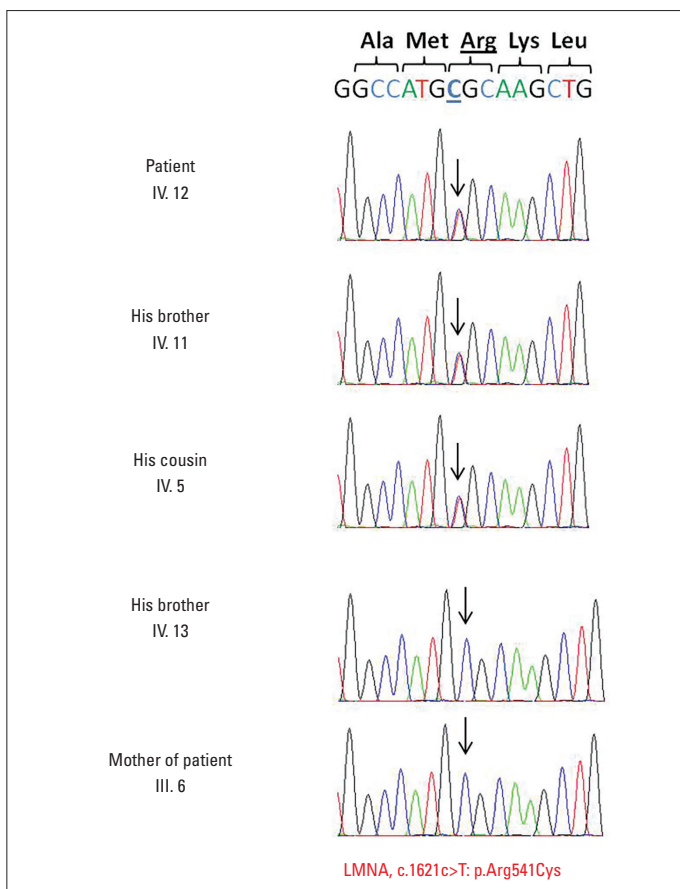 Ala Met Arg Lys Leu
GGCCATGCGCAAGCTG
Patient
IV. 12
His brother
IV. 11
His cousin
IV. 5
His brother
IV. 13
Mother of patient
III. 6
LMNA, c.1621c>T: p.Arg541Cys